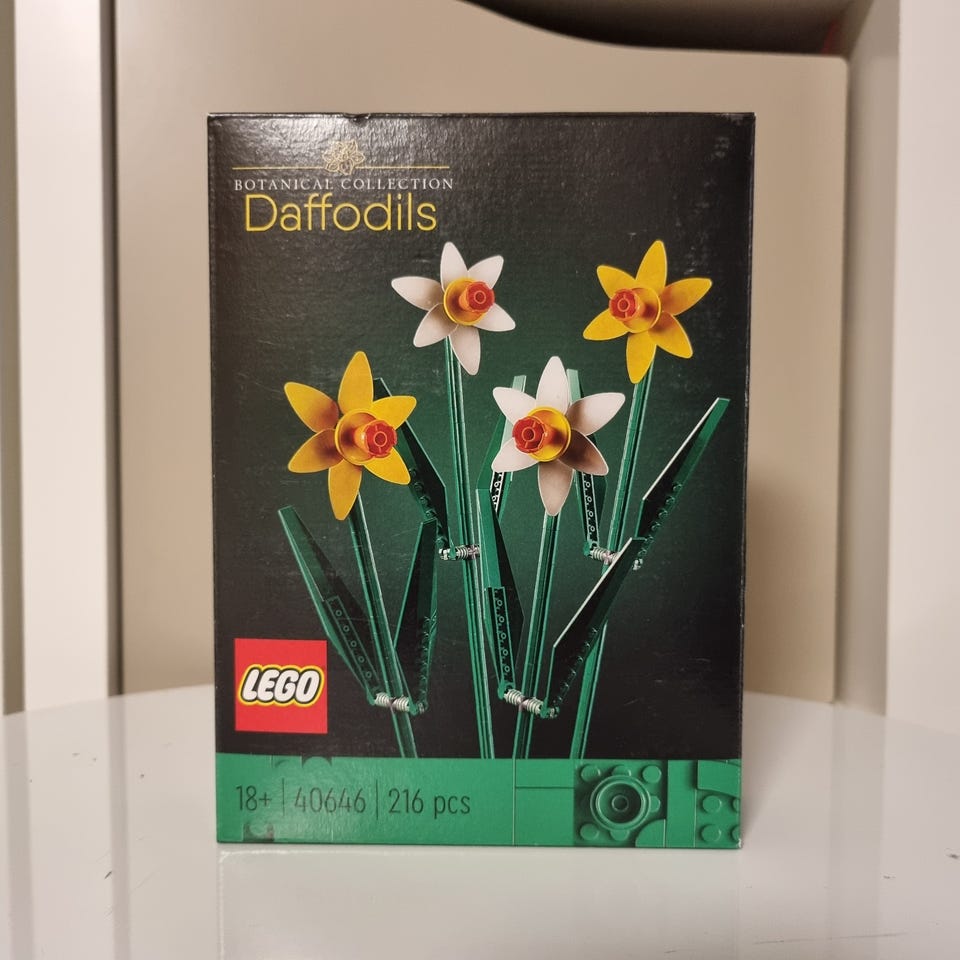 BOTANICAL COLLECTION
Daffodils
LEGO
18+ | 40646 | 216 pcs